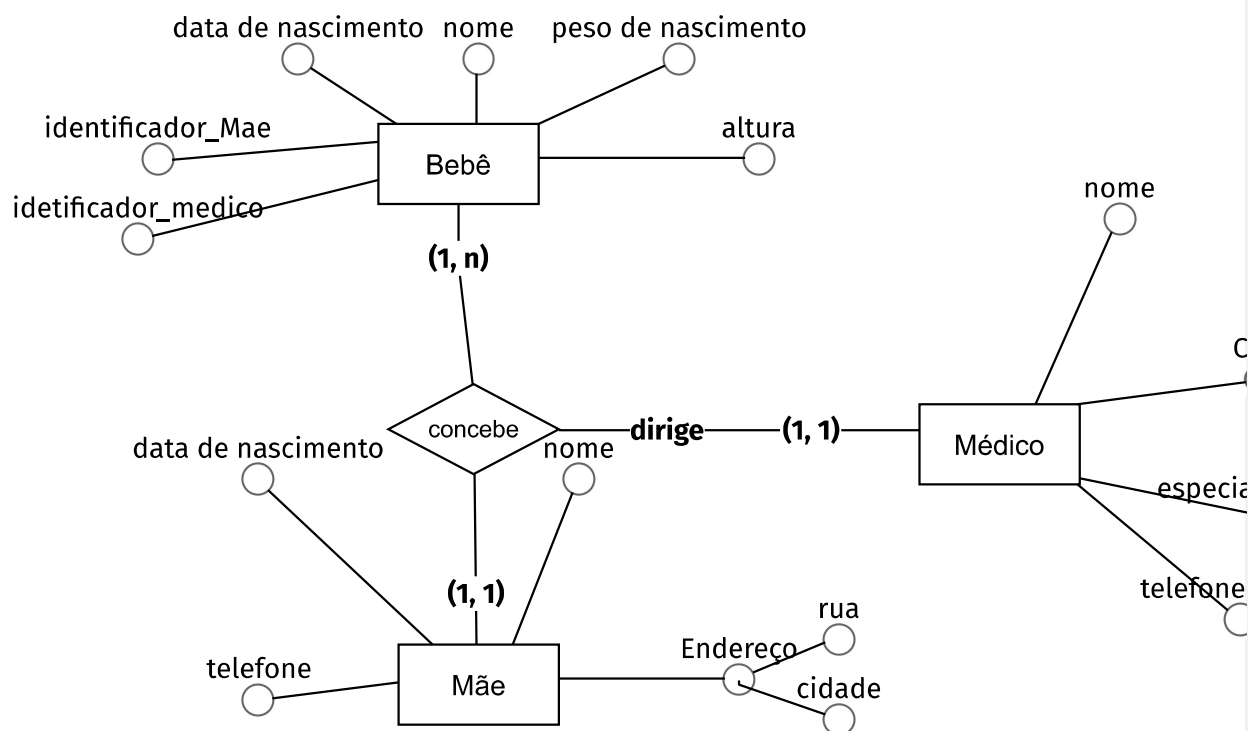 data de nascimento
nome
peso de nascimento
identificador_Mae
altura
Bebê
idetificador_medico
nome
(1, n)
concebe
dirige
(1, 1)
Médico
data de nascimento
nome
telefone
(1, 1)
rua
Endereço
telefone
Mãe
cidade